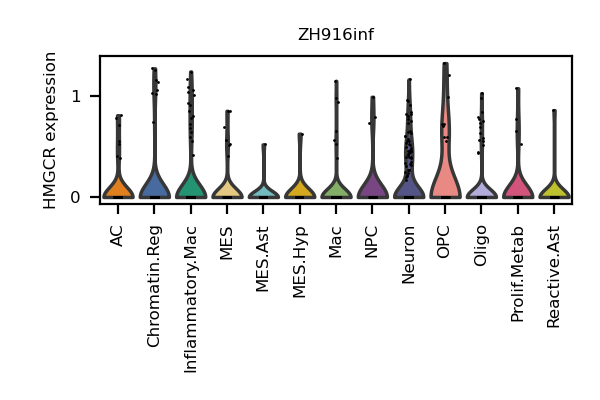 ZH916inf
HMGCR expression
1
0
AC
Chromatin.Reg
Inflammatory.Mac
MES
MES.Ast
MES.Hyp
Mac
NPC
Neuron
OPC
Oligo
Prolif.Metab
Reactive.Ast